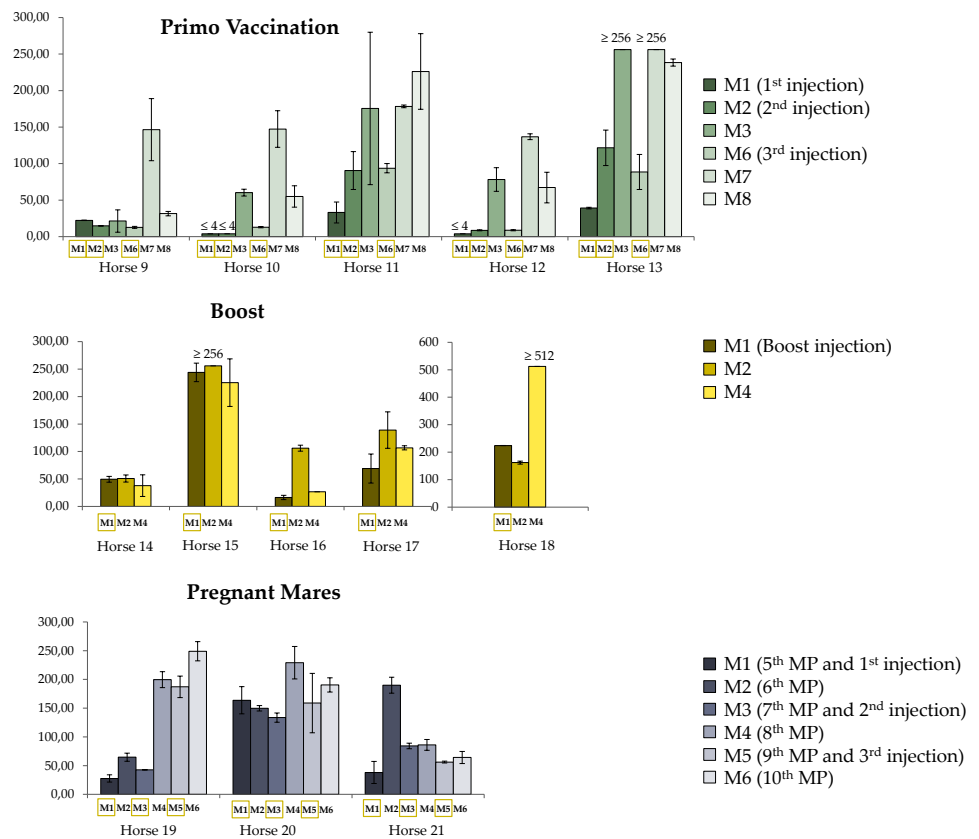 Primo Vaccination
300,00
250,00
200,00
150,00
100,00
50,00
0,00
≤ 4 ≤ 4
≤ 4
≥ 256 ≥ 256
M1 M2 M3 M6 M7 M8
M1 M2 M3 M6 M7 M8
M1 M2 M3 M6 M7 M8
M1 M2 M3 M6 M7 M8
M1 M2 M3 M6 M7 M8
Horse 9 Horse 10 Horse 11 Horse 12 Horse 13
M1 (1st injection)
M2 (2nd injection)
M3
M6 (3rd injection)
M7
M8
Boost
300,00
250,00
200,00
150,00
100,00
50,00
0,00
≥ 256
M1 M2 M4
M1 M2 M4
M1 M2 M4
M1 M2 M4
Horse 14 Horse 15 Horse 16 Horse 17
600
500
400
300
200
100
0
≥ 512
M1 M2 M4
Horse 18
M1 (Boost injection)
M2
M4
Pregnant Mares
300,00
250,00
200,00
150,00
100,00
50,00
0,00
M1 M2 M3 M4 M5 M6
M1 M2 M3 M4 M5 M6
M1 M2 M3 M4 M5 M6
Horse 19 Horse 20 Horse 21
M1 (5th MP and 1st injection)
M2 (6th MP)
M3 (7th MP and 2nd injection)
M4 (8th MP)
M5 (9th MP and 3rd injection)
M6 (10th MP)